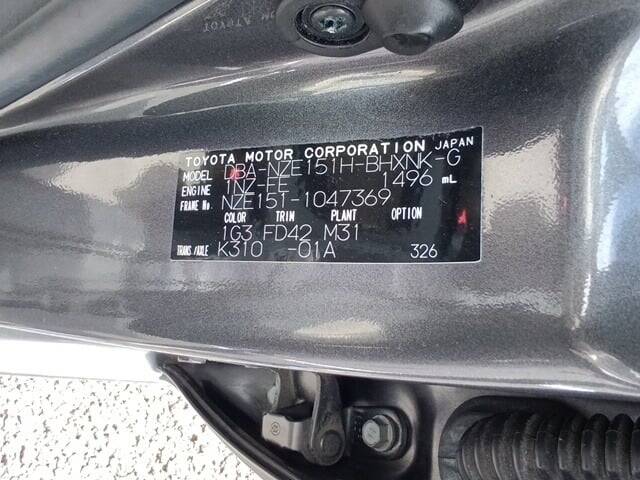 TOYOTA MOTOR CORPORATION JAPAN
MODEL DBA-NZE151H-BHXNK-G
ENGINE 1NZ-FE 1496 mL
FRAME No. NZE151-1047369
COLOR TRIM PLANT OPTION
1G3 FD42 M31 A
TRANS/AXLE K310 -01A 326